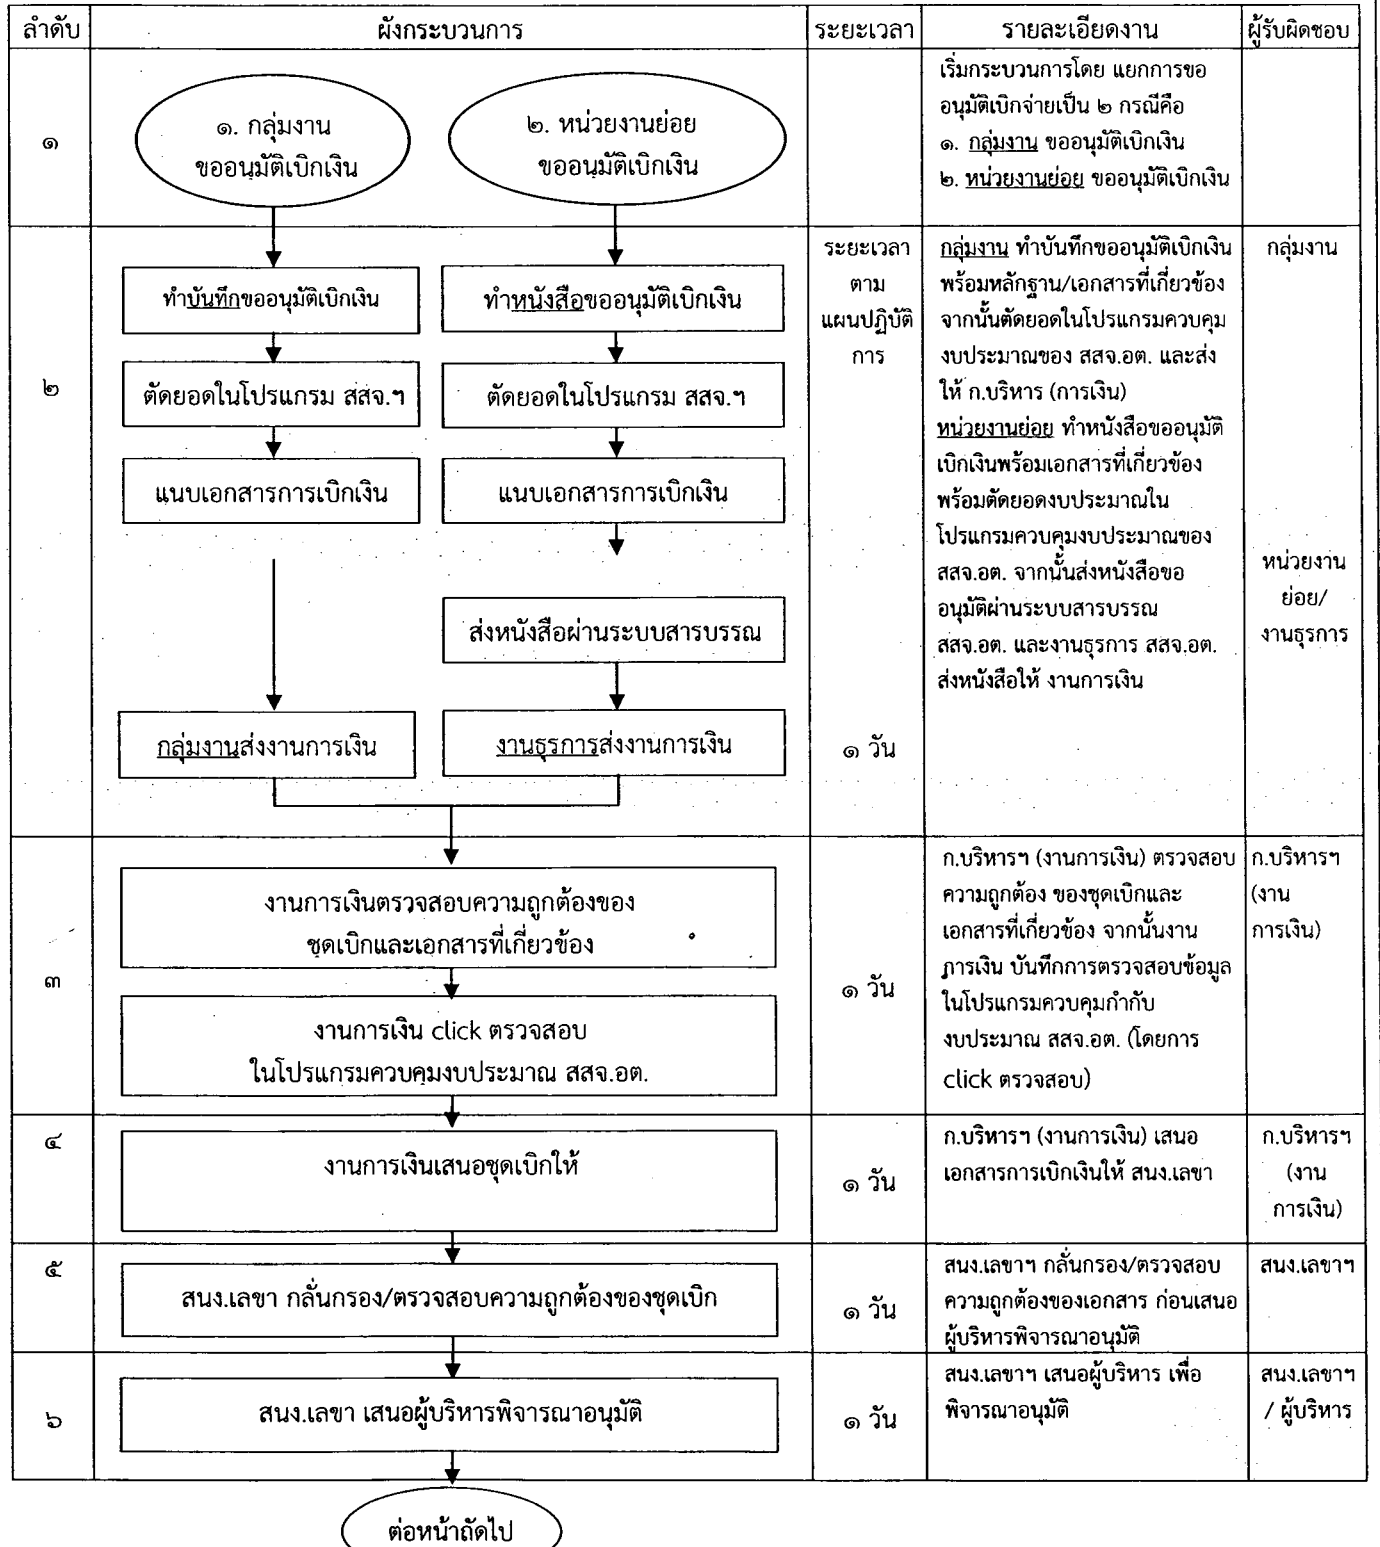 ลำดับ
ผังกระบวนการ
ระยะเวลา
รายละเอียดงาน
ผู้รับผิดชอบ
๑
๑. กลุ่มงาน
ขออนุมัติเบิกเงิน
๒. หน่วยงานย่อย
ขออนุมัติเบิกเงิน
เริ่มกระบวนการโดย แยกการขอ
อนุมัติเบิกจ่ายเป็น ๒ กรณีคือ
๑. กลุ่มงาน ขออนุมัติเบิกเงิน
๒. หน่วยงานย่อย ขออนุมัติเบิกเงิน
๒
ทำบันทึกขออนุมัติเบิกเงิน
ตัดยอดในโปรแกรม สสจ.ฯ
แนบเอกสารการเบิกเงิน
กลุ่มงานส่งงานการเงิน
ทำหนังสือขออนุมัติเบิกเงิน
ตัดยอดในโปรแกรม สสจ.ฯ
แนบเอกสารการเบิกเงิน
ส่งหนังสือผ่านระบบสารบรรณ
งานธุรการส่งงานการเงิน
ระยะเวลา
ตาม
แผนปฏิบัติ
การ
๑ วัน
กลุ่มงาน ทำบันทึกขออนุมัติเบิกเงิน
พร้อมหลักฐาน/เอกสารที่เกี่ยวข้อง
จากนั้นตัดยอดในโปรแกรมควบคุม
งบประมาณของ สสจ.อต. และส่ง
ให้ ก.บริหาร (การเงิน)
หน่วยงานย่อย ทำหนังสือขออนุมัติ
เบิกเงินพร้อมเอกสารที่เกี่ยวข้อง
พร้อมตัดยอดงบประมาณใน
โปรแกรมควบคุมงบประมาณของ
สสจ.อต. จากนั้นส่งหนังสือขอ
อนุมัติผ่านระบบสารบรรณ
สสจ.อต. และงานธุรการ สสจ.อต.
ส่งหนังสือให้ งานการเงิน
กลุ่มงาน
หน่วยงาน
ย่อย/
งานธุรการ
๓
งานการเงินตรวจสอบความถูกต้องของ
ชุดเบิกและเอกสารที่เกี่ยวข้อง
งานการเงิน click ตรวจสอบ
ในโปรแกรมควบคุมงบประมาณ สสจ.อต.
๑ วัน
ก.บริหารฯ (งานการเงิน) ตรวจสอบ
ความถูกต้อง ของชุดเบิกและ
เอกสารที่เกี่ยวข้อง จากนั้นงาน
การเงิน บันทึกการตรวจสอบข้อมูล
ในโปรแกรมควบคุมกำกับ
งบประมาณ สสจ.อต. (โดยการ
click ตรวจสอบ)
ก.บริหารฯ
(งาน
การเงิน)
๔
งานการเงินเสนอชุดเบิกให้
๑ วัน
ก.บริหารฯ (งานการเงิน) เสนอ
เอกสารการเบิกเงินให้ สนง.เลขา
ก.บริหารฯ
(งาน
การเงิน)
๕
สนง.เลขา กลั่นกรอง/ตรวจสอบความถูกต้องของชุดเบิก
๑ วัน
สนง.เลขาฯ กลั่นกรอง/ตรวจสอบ
ความถูกต้องของเอกสาร ก่อนเสนอ
ผู้บริหารพิจารณาอนุมัติ
สนง.เลขาฯ
๖
สนง.เลขา เสนอผู้บริหารพิจารณาอนุมัติ
๑ วัน
สนง.เลขาฯ เสนอผู้บริหาร เพื่อ
พิจารณาอนุมัติ
สนง.เลขาฯ
/ ผู้บริหาร
ต่อหน้าถัดไป